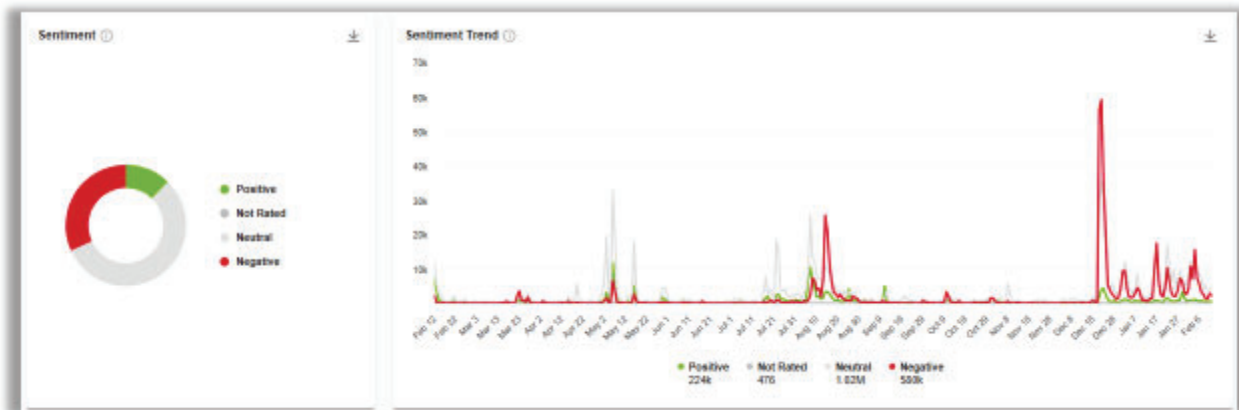 Sentiment
Positive
Not Rated
Neutral
Negative
Sentiment Trend
70k
60k
50k
40k
30k
20k
10k
Feb 12 Feb 22 Mar 3 Mar 13 Mar 23 Apr 2 Apr 12 Apr 22 May 2 May 12 May 22 Jun 1 Jun 11 Jun 21 Jul 1 Jul 11 Jul 21 Jul 31 Aug 10 Aug 20 Aug 30 Sep 9 Sep 19 Sep 29 Oct 9 Oct 19 Oct 29 Nov 8 Nov 18 Nov 28 Dec 8 Dec 18 Dec 28 Jan 7 Jan 17 Jan 27 Feb 6
Positive Not Rated Neutral Negative
224k 476